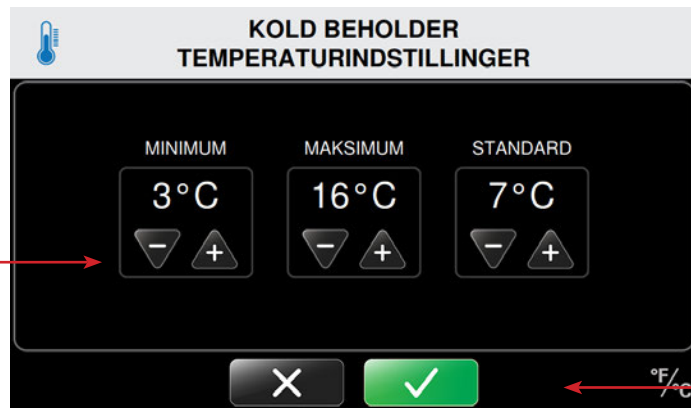 KOLD BEHOLDER
TEMPERATURINDSTILLINGER
MINIMUM MAKSIMUM STANDARD
3°C 16°C 7°C
− + − + − +
°F/°C